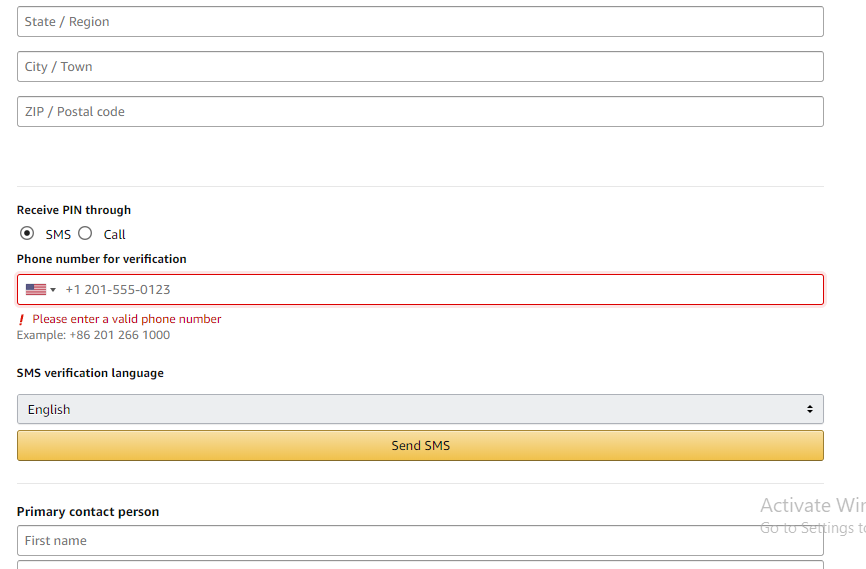 State / Region
City / Town
ZIP / Postal code
Receive PIN through
SMS Call
Phone number for verification
+1 201-555-0123
! Please enter a valid phone number
Example: +86 201 266 1000
SMS verification language
English
Send SMS
Primary contact person
Activate Win
Go to Settings to
First name